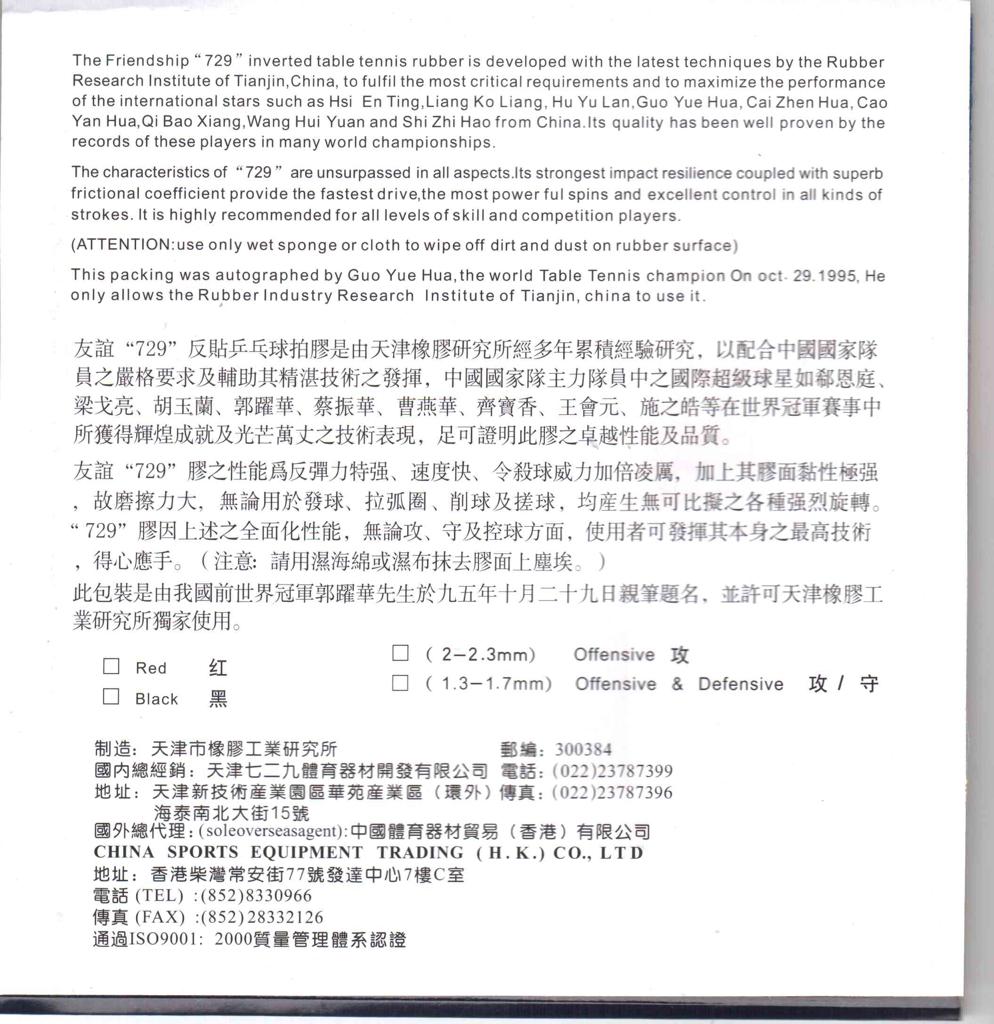 The Friendship “729” inverted table tennis rubber is developed with the latest techniques by the Rubber
Research Institute of Tianjin,China, to fulfil the most critical requirements and to maximize the performance
of the international stars such as Hsi En Ting,Liang Ko Liang, Hu Yu Lan,Guo Yue Hua, Cai Zhen Hua, Cao
Yan Hua,Qi Bao Xiang,Wang Hui Yuan and Shi Zhi Hao from China.Its quality has been well proven by the
records of these players in many world championships.
The characteristics of “729” are unsurpassed in all aspects.Its strongest impact resilience coupled with superb
frictional coefficient provide the fastest drive,the most power ful spins and excellent control in all kinds of
strokes. It is highly recommended for all levels of skill and competition players.
(ATTENTION:use only wet sponge or cloth to wipe off dirt and dust on rubber surface)
This packing was autographed by Guo Yue Hua,the world Table Tennis champion On oct. 29.1995, He
only allows the Rubber Industry Research Institute of Tianjin, china to use it.
友誼“729”反貼乒乓球拍膠是由天津橡膠研究所經多年累積經驗研究，以配合中國國家隊
員之嚴格要求及輔助其精湛技術之發揮，中國國家隊主力隊員中之國際超級球星如郗恩庭、
梁戈亮、胡玉蘭、郭躍華、蔡振華、曹燕華、齊寶香、王會元、施之皓等在世界冠軍賽事中
所獲得輝煌成就及光芒萬丈之技術表現，足可證明此膠之卓越性能及品質。
友誼“729”膠之性能爲反彈力特强、速度快、令殺球威力加倍凌厲，加上其膠面黏性極强
，故磨擦力大，無論用於發球、拉弧圈、削球及搓球，均産生無可比擬之各種强烈旋轉。
“729”膠因上述之全面化性能，無論攻、守及控球方面，使用者可發揮其本身之最高技術
，得心應手。（注意：請用濕海綿或濕布抹去膠面上塵埃。）
此包裝是由我國前世界冠軍郭躍華先生於九五年十月二十九日親筆題名，並許可天津橡膠工
業研究所獨家使用。
□ Red 红 □ ( 2-2.3mm) Offensive 攻
□ Black 黑 □ ( 1.3-1.7mm) Offensive & Defensive 攻 / 守
制造：天津市橡膠工業研究所 郵編：300384
國内總經銷：天津七二九體育器材開發有限公司 電話：(022)23787399
地址：天津新技術産業園區華苑産業區（環外）傳真：(022)23787396
海泰南北大街15號
國外總代理：(soleoverseasagent):中國體育器材貿易（香港）有限公司
CHINA SPORTS EQUIPMENT TRADING (H.K.) CO., LTD
地址：香港柴灣常安街77號發達中心7樓C室
電話 (TEL) :(852)8330966
傳真 (FAX) :(852)28332126
通過ISO9001: 2000質量管理體系認證